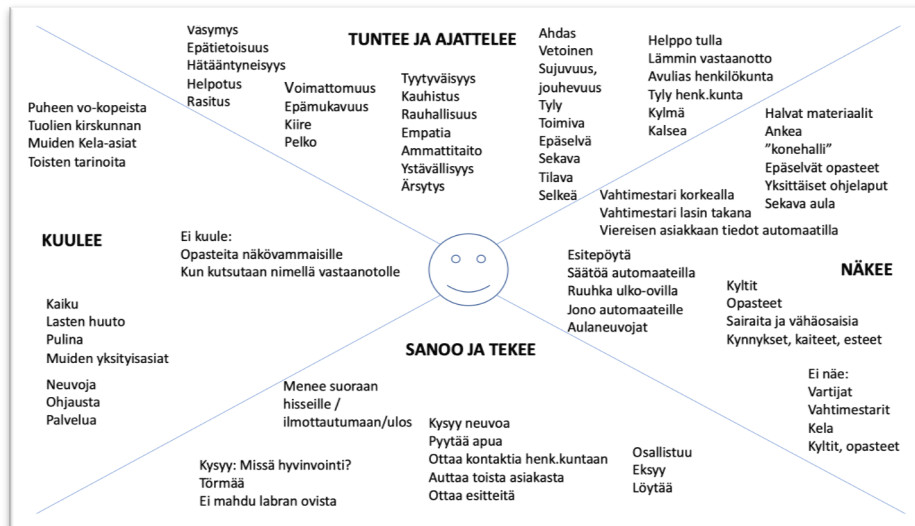 TUNTEE JA AJATTELEE
Väsymys
Epätietoisuus
Hätääntyneisyys
Helpotus
Rasitus
Voimattomuus
Epämukavuus
Kiire
Pelko
Tyytyväisyys
Kauhistus
Rauhallisuus
Empatia
Ammattitaito
Ystävällisyys
Ärsytys
Ahdas
Vetoinen
Sujuvuus,
jouhevuus
Tyly
Toimiva
Epäselvä
Sekava
Tilava
Selkeä
Helppo tulla
Lämmin vastaanotto
Avulias henkilökunta
Tyly henk.kunta
Kylmä
Kalsea
Puheen vo-kopeista
Tuolien kirskunnan
Muiden Kela-asiat
Toisten tarinoita
KUULEE
Ei kuule:
Opasteita näkövammaisille
Kun kutsutaan nimellä vastaanotolle
Kaiku
Lasten huuto
Pulina
Muiden yksityisasiat
Neuvoja
Ohjausta
Palvelua
Halvat materiaalit
Ankea
”konehalli”
Epäselvät opasteet
Yksittäiset ohjelaput
Sekava aula
Vahtimestari korkealla
Vahtimestari lasin takana
Viereisen asiakkaan tiedot automaatilla
NÄKEE
Esitepöytä
Säätöä automaateilla
Ruuhka ulko-ovilla
Jono automaateille
Aulaneuvojat
Kyltit
Opasteet
Sairaita ja vähäosaisia
Kynnykset, kaiteet, esteet
Ei näe:
Vartijat
Vahtimestarit
Kela
Kyltit, opasteet
SANOO JA TEKEE
Menee suoraan
hisseille /
ilmottautumaan/ulos
Kysyy neuvoa
Pyytää apua
Ottaa kontaktia henk.kuntaan
Auttaa toista asiakasta
Ottaa esitteitä
Osallistuu
Eksyy
Löytää
Kysyy: Missä hyvinvointi?
Törmää
Ei mahdu labran ovista